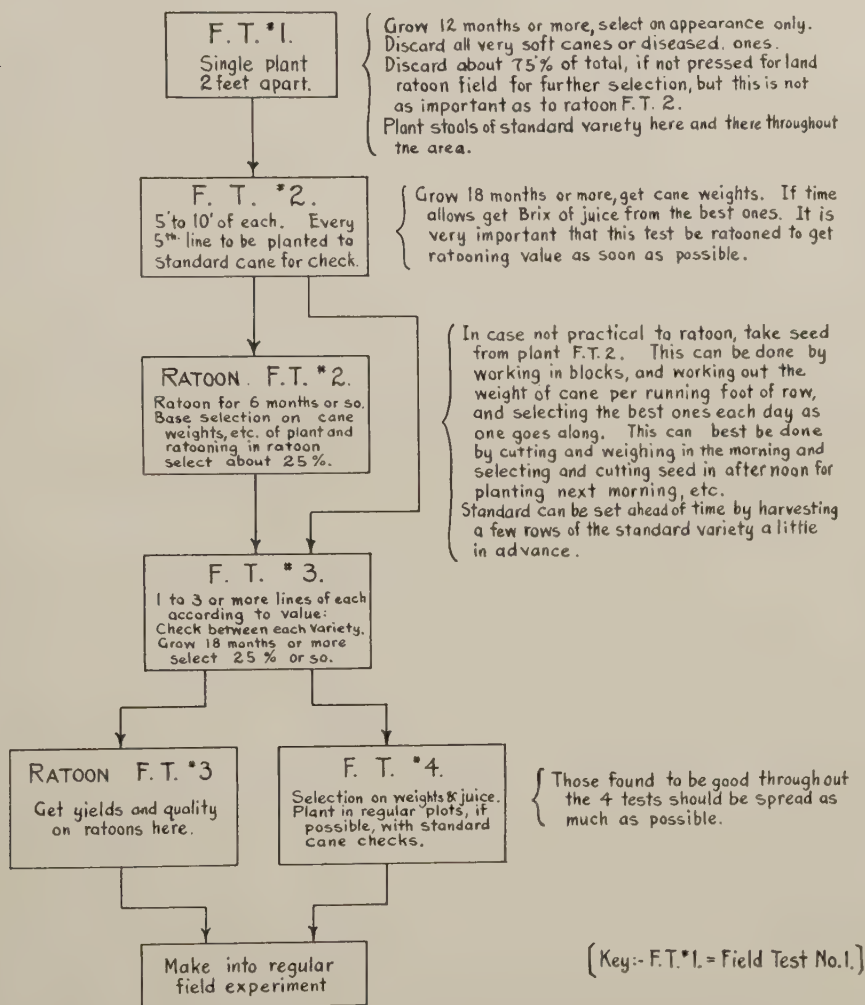 F. T. #1.
Single plant
2 feet apart.
Grow 12 months or more, select on appearance only.
Discard all very soft canes or diseased. ones.
Discard about 75% of total, if not pressed for land
ratoon field for further selection, but this is not
as important as to ratoon F.T. 2.
Plant stools of standard variety here and there throughout
the area.
F. T. #2.
5' to 10' of each. Every
5th. line to be planted to
standard cane for check.
Grow 18 months or more, get cane weights. If time
allows get Brix of juice from the best ones. It is
very important that this test be ratooned to get
ratooning value as soon as possible.
RATOON F.T. #2.
Ratoon for 6 months or so.
Base selection on cane
weights, etc. of plant and
ratooning in ratoon
select about 25%.
In case not practical to ratoon, take seed
from plant F.T. 2. This can be done by
working in blocks, and working out the
weight of cane per running foot of row,
and selecting the best ones each day as
one goes along. This can best be done
by cutting and weighing in the morning and
selecting and cutting seed in afternoon for
planting next morning, etc.
Standard can be set ahead of time by harvesting
a few rows of the standard variety a little
in advance.
F. T. #3.
1 to 3 or more lines of each
according to value:
Check between each variety.
Grow 18 months or more
select 25% or so.
RATOON F.T. #3
Get yields and quality
on ratoons here.
F. T. #4.
Selection on weights & juice.
Plant in regular plots, if
possible, with standard
cane checks.
Those found to be good throughout
the 4 tests should be spread as
much as possible.
Make into regular
field experiment
[Key:- F.T.#1. = Field Test No.1.]